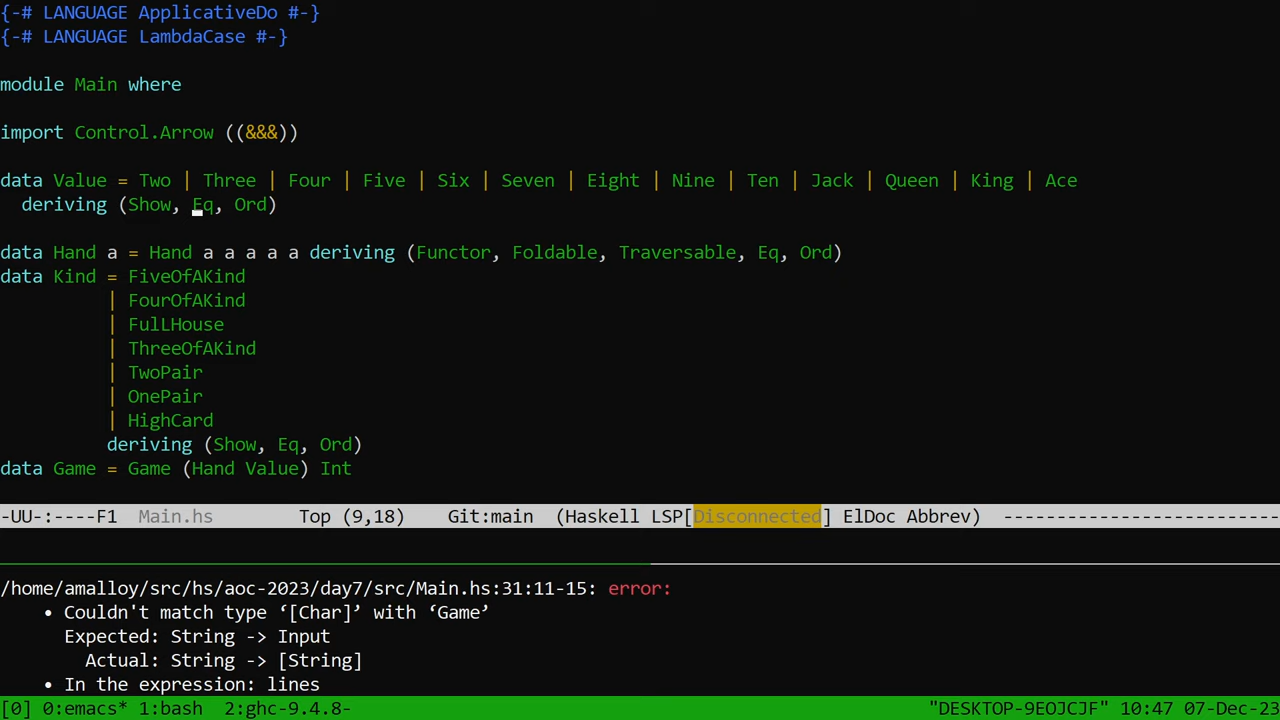 {-# LANGUAGE ApplicativeDo #-}
{-# LANGUAGE LambdaCase #-}
module Main where
import Control.Arrow ((&&&))
data Value = Two | Three | Four | Five | Six | Seven | Eight | Nine | Ten | Jack | Queen | King | Ace
  deriving (Show, Eq, Ord)
data Hand a = Hand a a a a a deriving (Functor, Foldable, Traversable, Eq, Ord)
data Kind = FiveOfAKind
          | FourOfAKind
          | FulLHouse
          | ThreeOfAKind
          | TwoPair
          | OnePair
          | HighCard
          deriving (Show, Eq, Ord)
data Game = Game (Hand Value) Int
-UU-:----F1  Main.hs        Top (9,18)    Git:main  (Haskell LSP[Disconnected] ElDoc Abbrev)  --------------------------
/home/amalloy/src/hs/aoc-2023/day7/src/Main.hs:31:11-15: error:
    • Couldn't match type ‘[Char]’ with ‘Game’
      Expected: String -> Input
        Actual: String -> [String]
    • In the expression: lines
[0] 0:emacs* 1:bash  2:ghc-9.4.8-    "DESKTOP-9EOJCJF" 10:47 07-Dec-23